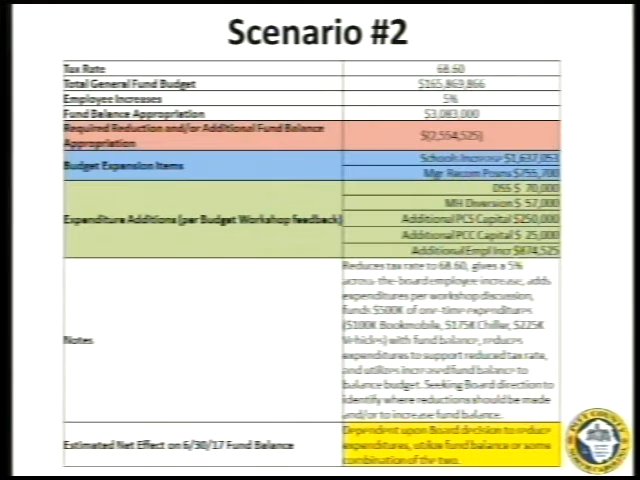 Scenario #2
Tax Rate 68.60
Total General Fund Budget $165,869,866
Employee Increases 5%
Fund Balance Appropriation $3,083,000
Required Reduction and/or Additional Fund Balance
Appropriation $(2,554,525)
Budget Expansion Items Schools Increase $1,637,053
Mgr Recom Posns $755,700
DSS $ 70,000
MH Diversion $ 57,000
Expenditure Additions (per Budget Workshop feedback) Additional PCS Capital $250,000
Additional PCC Capital $ 25,000
Additional Empl Incr $874,525
Reduces tax rate to 68.60, gives a 5%
across-the-board employee increase, adds
expenditures per workshop discussion,
funds $500K of one-time expenditures
($100K Bookmobile, $175K Chiller, $225K
Notes Vehicles) with fund balance, reduces
expenditures to support reduced tax rate,
and utilizes increased fund balance to
balance budget. Seeking Board direction to
identify where reductions should be made
and/or to increase fund balance.
Dependent upon Board decision to reduce
Estimated Net Effect on 6/30/17 Fund Balance expenditures, utilize fund balance or some
combination of the two.
PITT COUNTY
NORTH CAROLINA